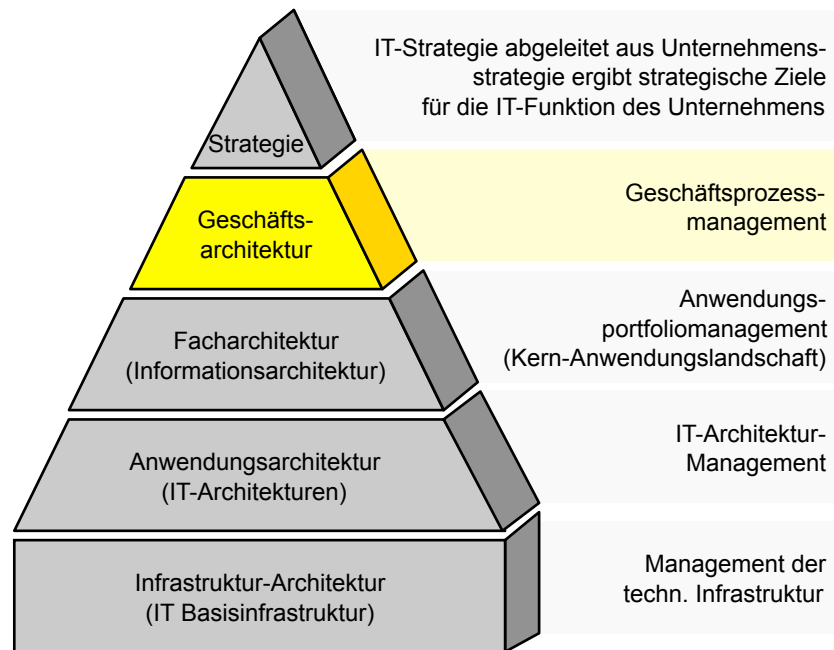 IT-Strategie abgeleitet aus Unternehmens-
strategie ergibt strategische Ziele
für die IT-Funktion des Unternehmens
Strategie
Geschäfts-
architektur
Geschäftsprozess-
management
Facharchitektur
(Informationsarchitektur)
Anwendungs-
portfoliomanagement
(Kern-Anwendungslandschaft)
Anwendungsarchitektur
(IT-Architekturen)
IT-Architektur-
Management
Infrastruktur-Architektur
(IT Basisinfrastruktur)
Management der
techn. Infrastruktur